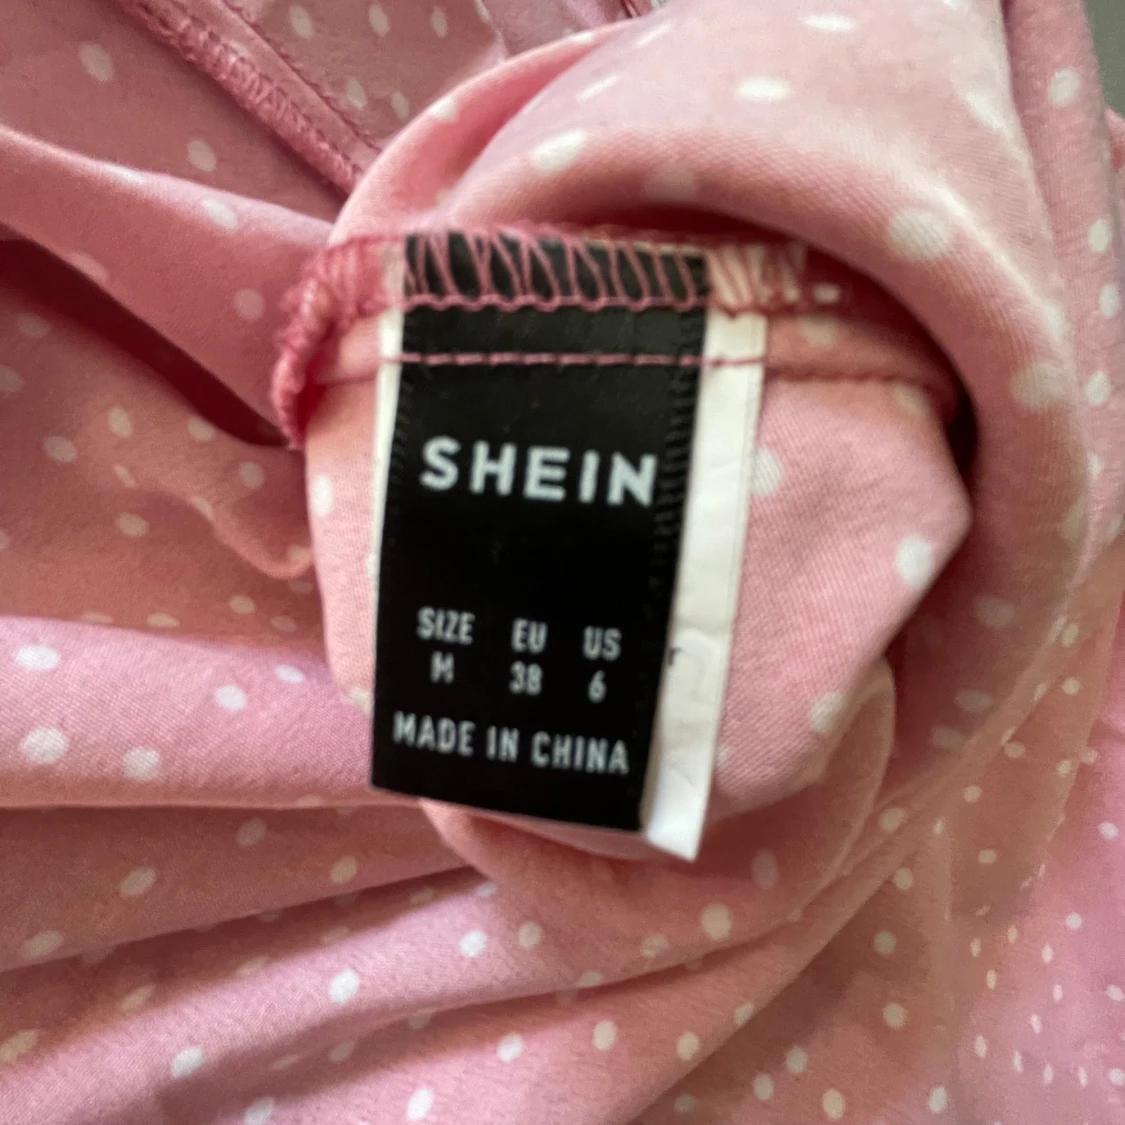 SHEIN
SIZE EU US
M 38 6
MADE IN CHINA